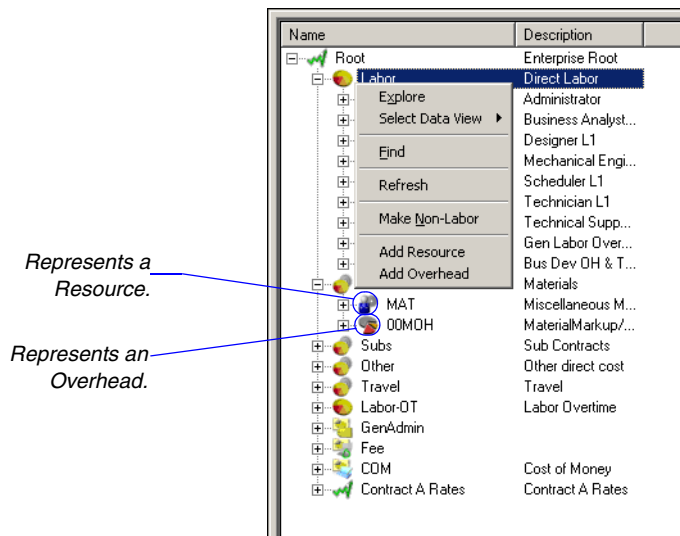 Name Description
Root Enterprise Root
Labor Direct Labor
Explore Administrator
Select Data View Business Analyst...
Designer L1
Find Mechanical Engi...
Refresh Scheduler L1
Technician L1
Make Non-Labor Technical Supp...
Add Resource Gen Labor Over...
Add Overhead Bus Dev OH & T...
Represents a
Resource.
Materials
MAT Miscellaneous M...
00MOH MaterialMarkup/...
Represents an
Overhead.
Subs Sub Contracts
Other Other direct cost
Travel Travel
Labor-OT Labor Overtime
GenAdmin
Fee
COM Cost of Money
Contract A Rates Contract A Rates